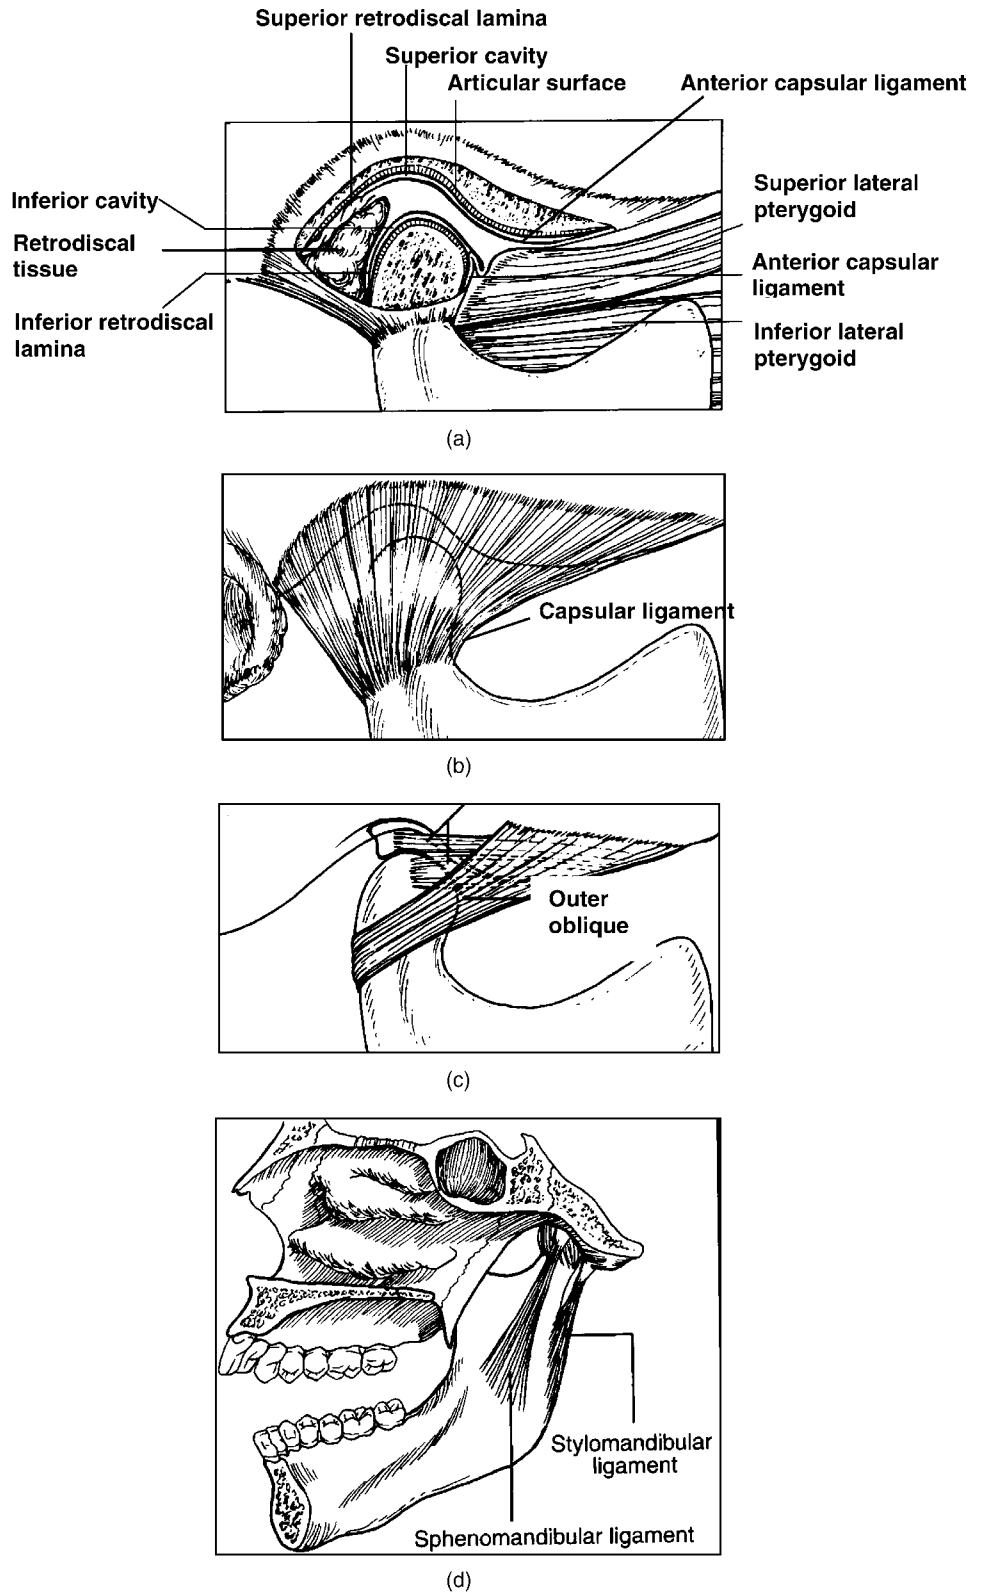 Superior retrodiscal lamina
Superior cavity
Articular surface
Anterior capsular ligament
Superior lateral
pterygoid
Inferior cavity
Retrodiscal
tissue
Anterior capsular
ligament
Inferior retrodiscal
lamina
Inferior lateral
pterygoid
(a)
Capsular ligament
(b)
Outer
oblique
(c)
Stylomandibular
ligament
Sphenomandibular ligament
(d)